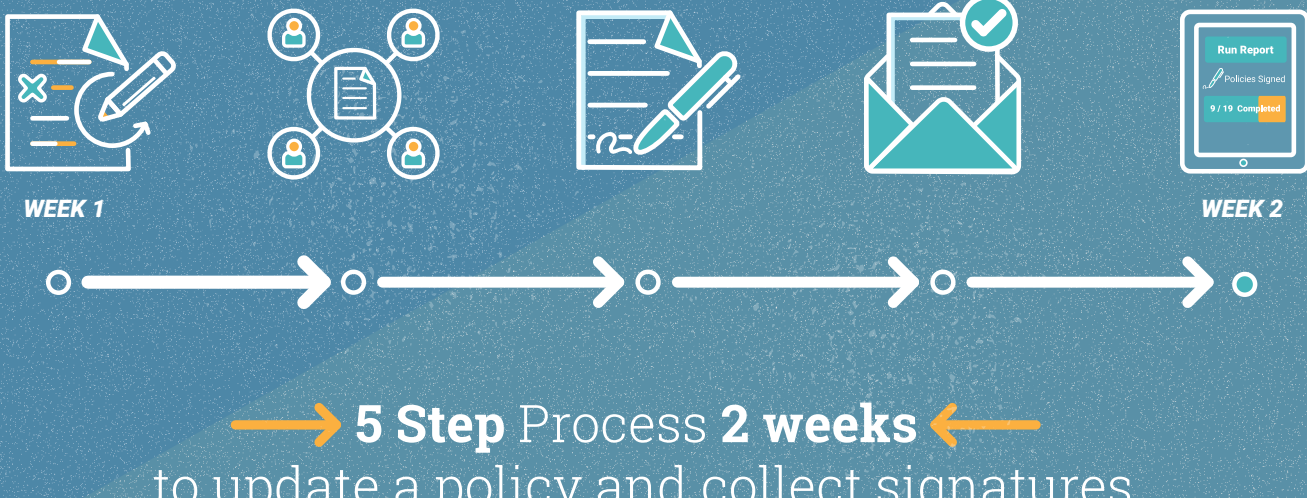 Run Report
Policies Signed
9 / 19 Completed
WEEK 1
WEEK 2
5 Step Process 2 weeks
to update a policy and collect signatures